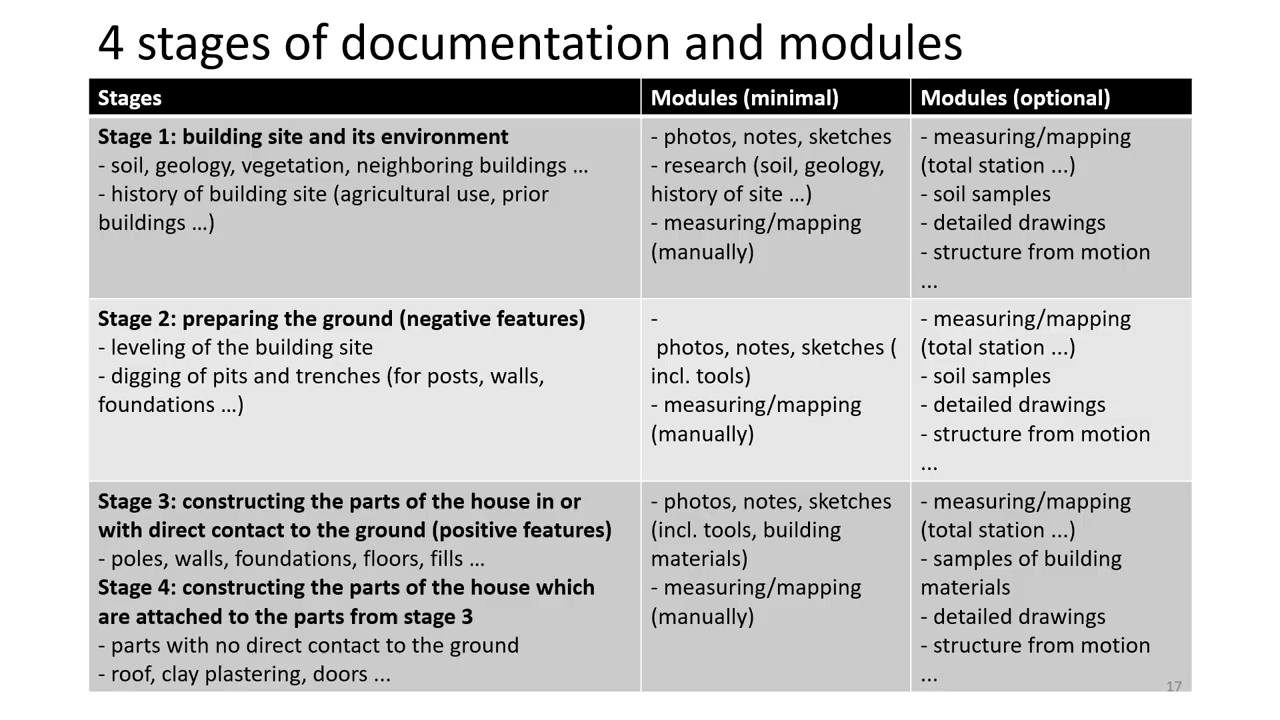 4 stages of documentation and modules
Stages
Modules (minimal)
Modules (optional)
Stage 1: building site and its environment
- soil, geology, vegetation, neighboring buildings …
- history of building site (agricultural use, prior
buildings …)
- photos, notes, sketches
- research (soil, geology,
history of site …)
- measuring/mapping
(manually)
- measuring/mapping
(total station ...)
- soil samples
- detailed drawings
- structure from motion
...
Stage 2: preparing the ground (negative features)
- leveling of the building site
- digging of pits and trenches (for posts, walls,
foundations …)
-
photos, notes, sketches (
incl. tools)
- measuring/mapping
(manually)
- measuring/mapping
(total station ...)
- soil samples
- detailed drawings
- structure from motion
...
Stage 3: constructing the parts of the house in or
with direct contact to the ground (positive features)
- poles, walls, foundations, floors, fills …
Stage 4: constructing the parts of the house which
are attached to the parts from stage 3
- parts with no direct contact to the ground
- roof, clay plastering, doors ...
- photos, notes, sketches
(incl. tools, building
materials)
- measuring/mapping
(manually)
- measuring/mapping
(total station ...)
- samples of building
materials
- detailed drawings
- structure from motion
...
17